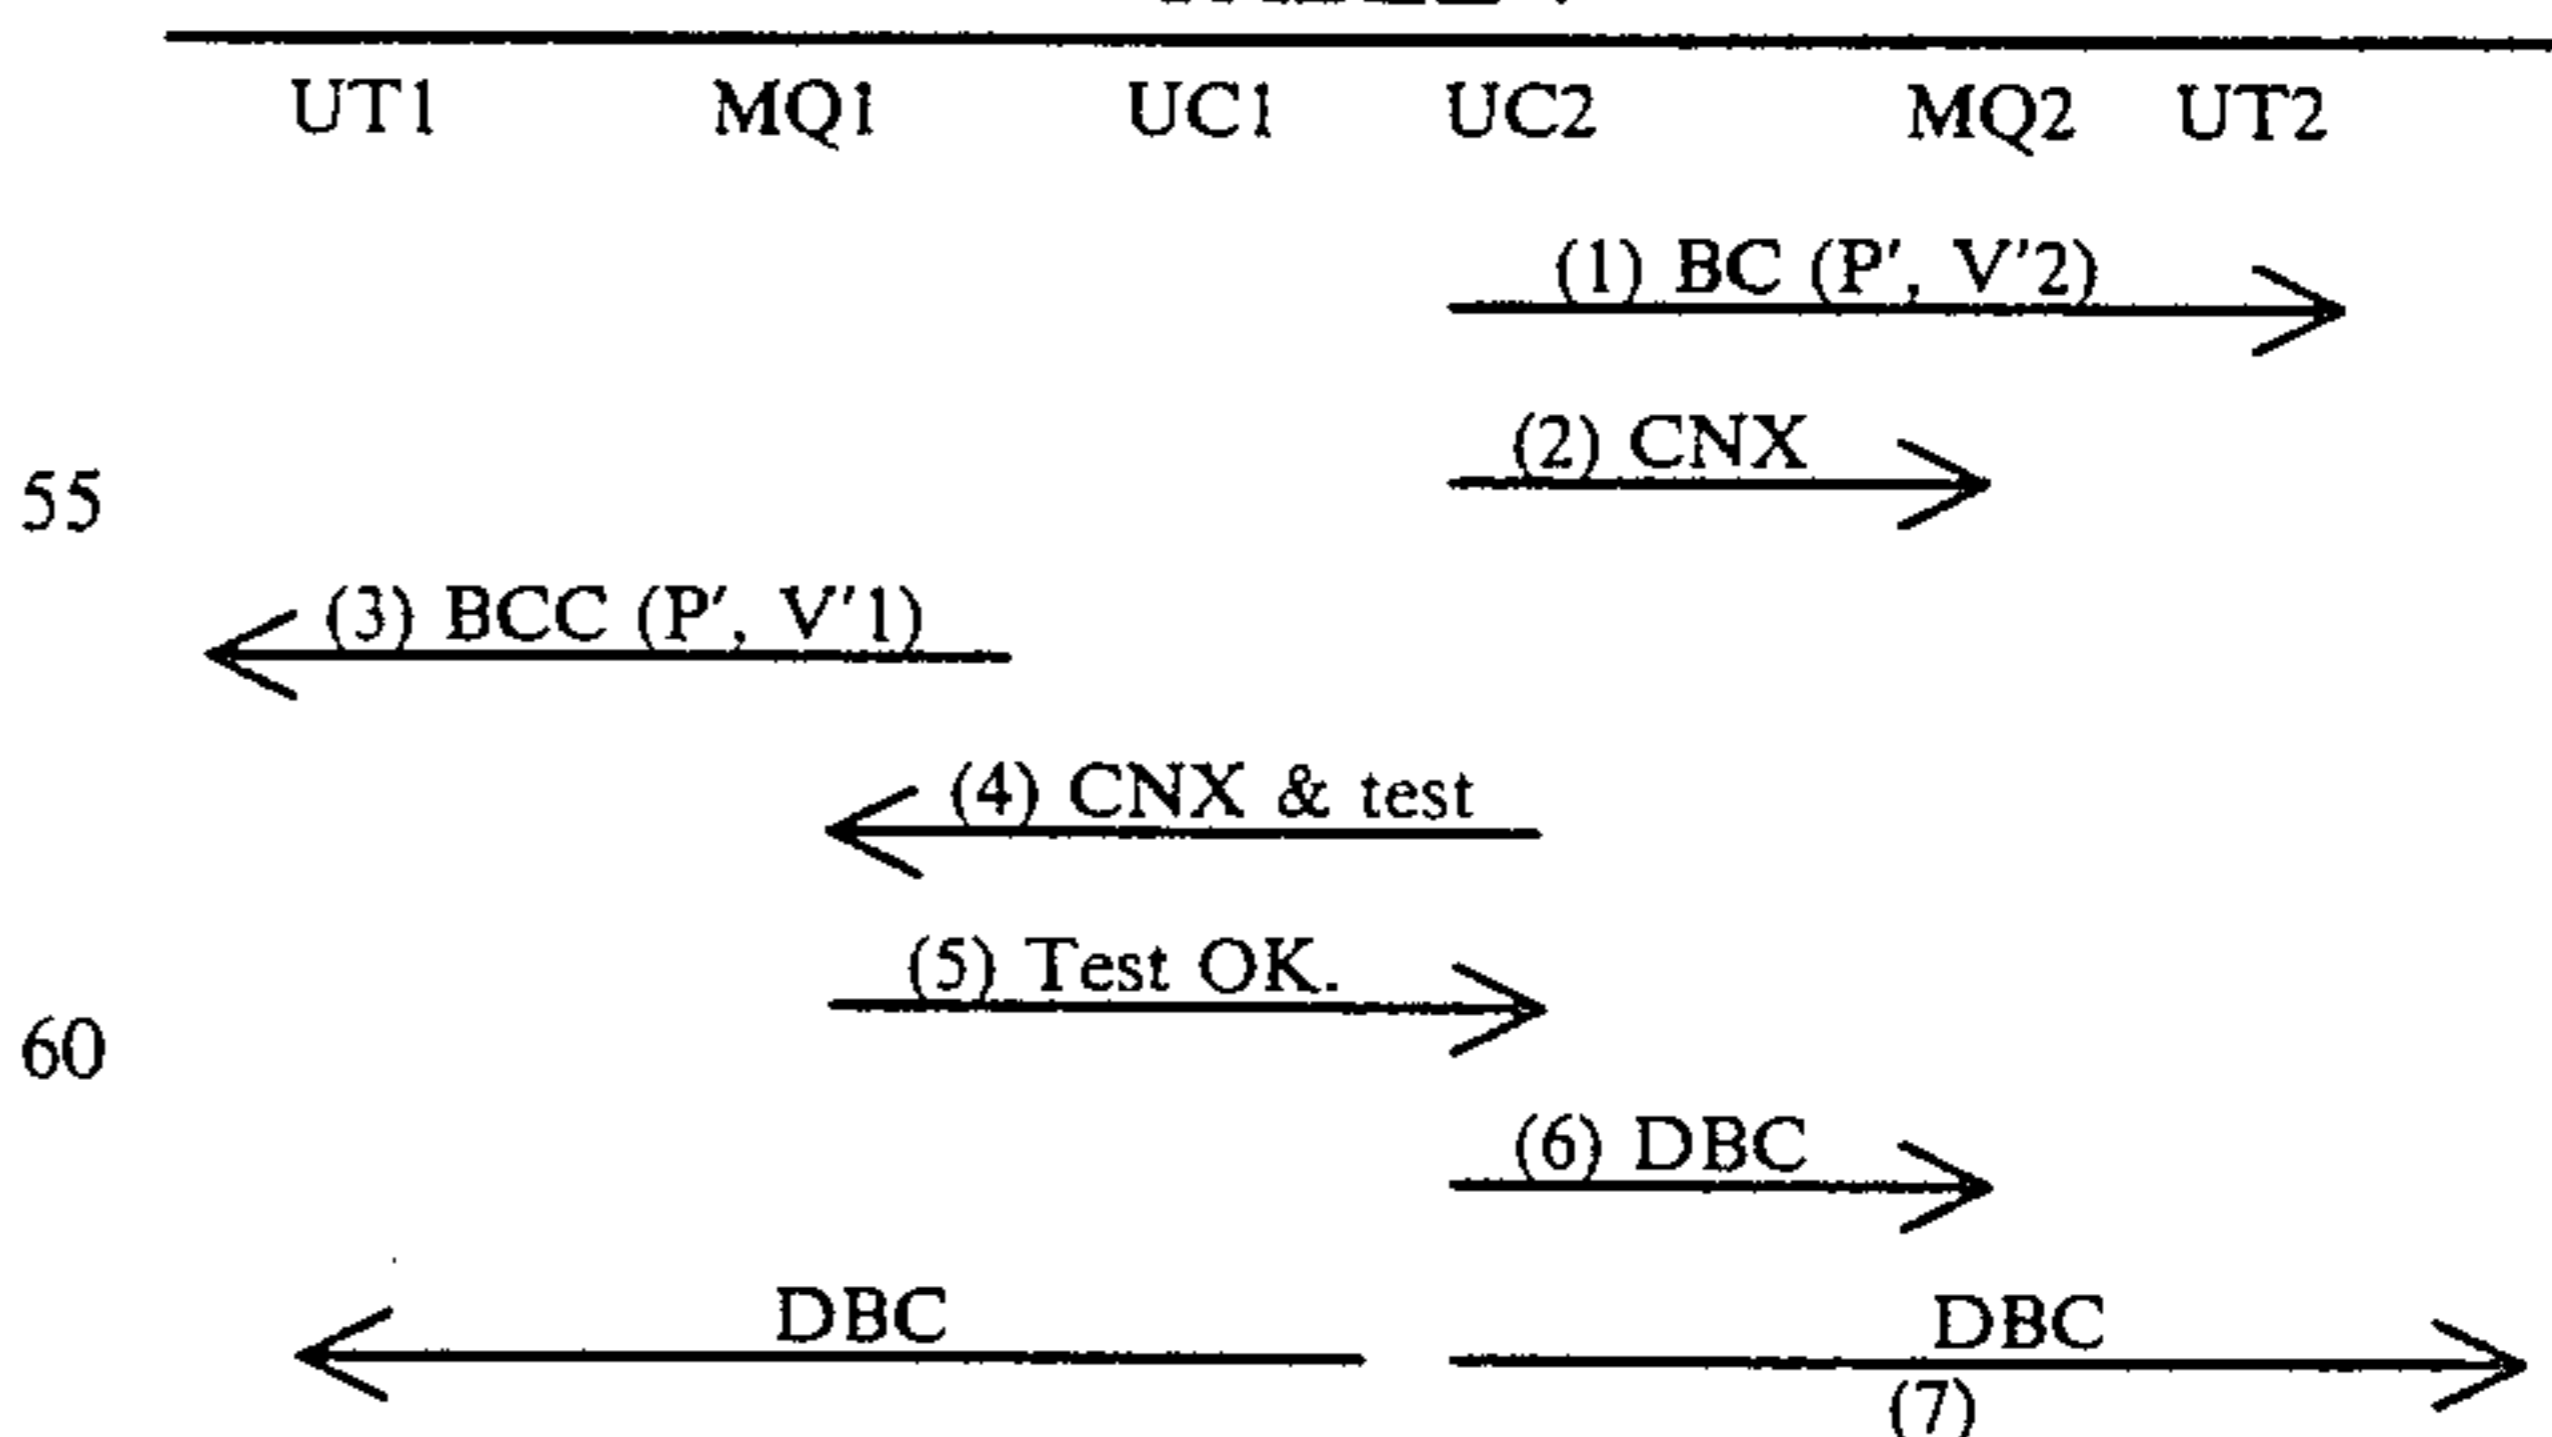 UT1 MQ1 UC1 UC2 MQ2 UT2
(1) BC (P′, V′2)
(2) CNX
55
(3) BCC (P′, V′1)
(4) CNX & test
(5) Test OK.
60
(6) DBC
DBC DBC
(7)